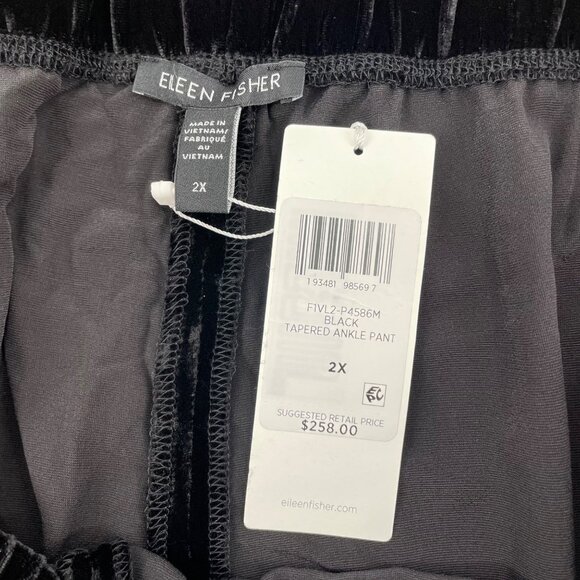 EILEEN FISHER
MADE IN
VIETNAM/
FABRIQUÉ
AU
VIETNAM
2X
1 93481 98569 7
F1VL2-P4586M
BLACK
TAPERED ANKLE PANT
2X
SUGGESTED RETAIL PRICE
$258.00
eileenfisher.com